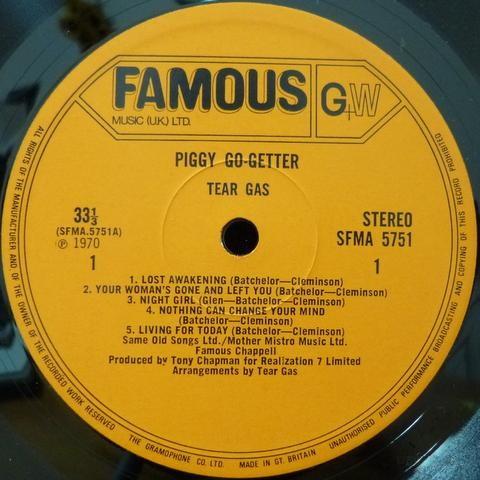 FAMOUS G+W
MUSIC (U.K.) LTD.
PIGGY GO-GETTER
TEAR GAS
33⅓
(SFMA.5751A)
℗ 1970
1
STEREO
SFMA 5751
1
1. LOST AWAKENING (Batchelor—Cleminson)
2. YOUR WOMAN'S GONE AND LEFT YOU (Batchelor—Cleminson)
3. NIGHT GIRL (Glen—Batchelor—Cleminson)
4. NOTHING CAN CHANGE YOUR MIND
(Batchelor—Cleminson)
5. LIVING FOR TODAY (Batchelor—Cleminson)
Same Old Songs Ltd./Mother Mistro Music Ltd.
Famous Chappell
Produced by Tony Chapman for Realization 7 Limited
Arrangements by Tear Gas
ALL RIGHTS OF THE MANUFACTURER AND OF THE OWNER OF THE RECORDED WORK RESERVED
THE GRAMOPHONE CO. LTD. MADE IN GT. BRITAIN
UNAUTHORISED PUBLIC PERFORMANCE BROADCASTING AND COPYING OF THIS RECORD PROHIBITED